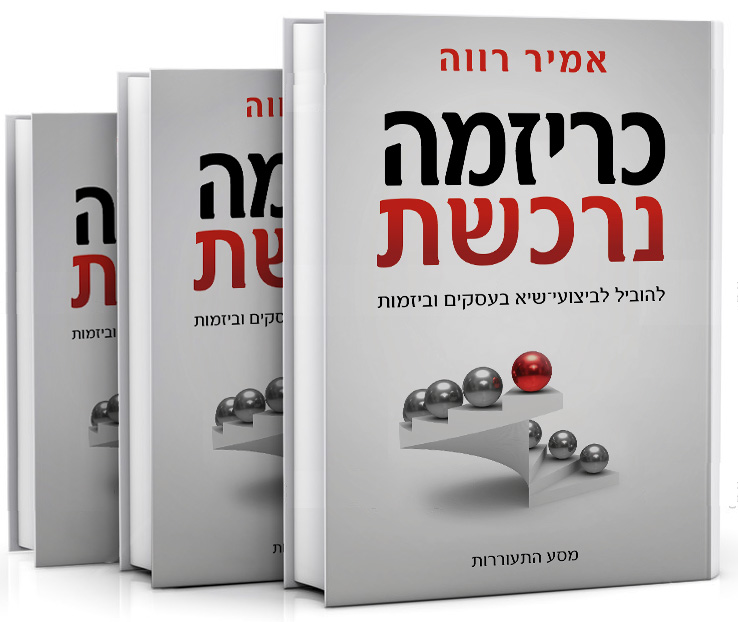 אמיר רווה
כריזמה
נרכשת
להוביל לביצועי־שיא בעסקים וביזמות
מסע התעוררות